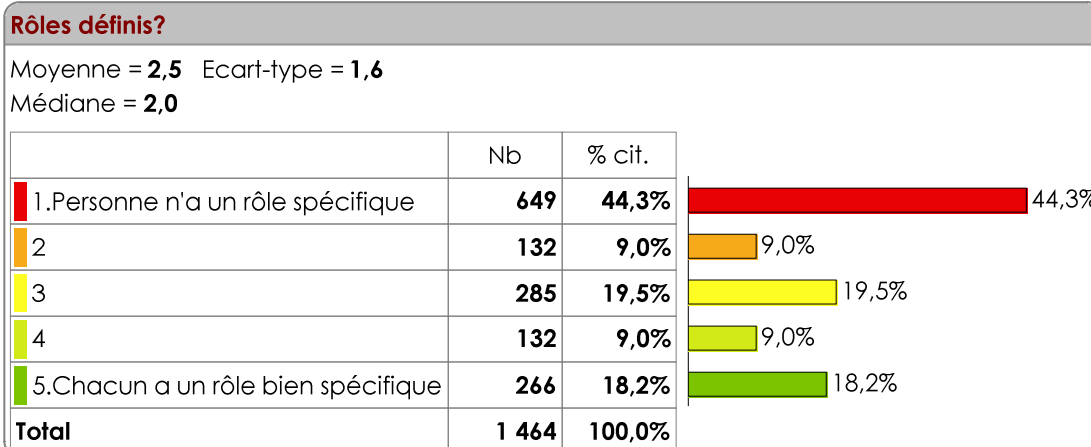 Rôles définis?
Moyenne = 2,5 Ecart-type = 1,6
Médiane = 2,0
Nb % cit.
1.Personne n'a un rôle spécifique 649 44,3% 44,3%
2 132 9,0% 9,0%
3 285 19,5% 19,5%
4 132 9,0% 9,0%
5.Chacun a un rôle bien spécifique 266 18,2% 18,2%
Total 1 464 100,0%